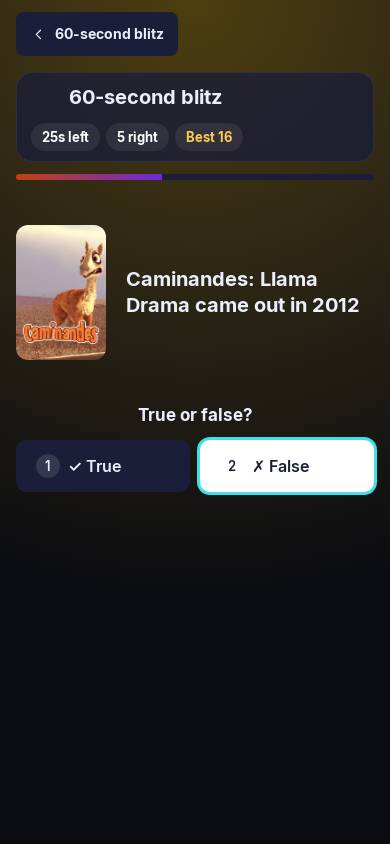 60-second blitz
60-second blitz
25s left
5 right
Best 16
Caminandes
Caminandes: Llama
Drama came out in 2012
True or false?
1 ✓ True
2 ✗ False